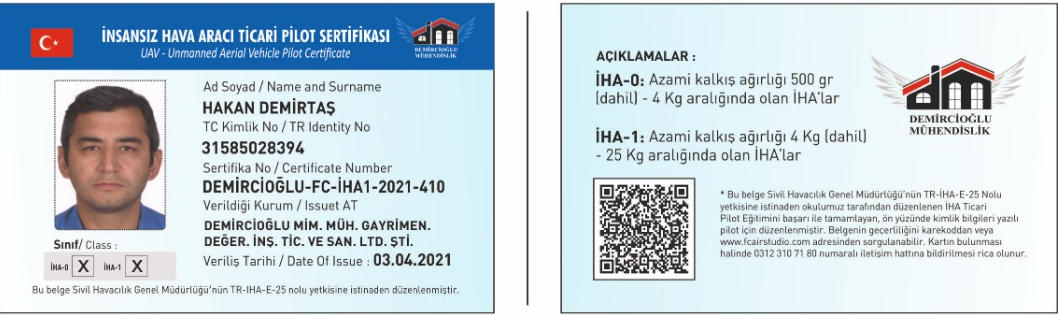 İNSANSIZ HAVA ARACI TİCARİ PİLOT SERTİFİKASI
UAV - Unmanned Aerial Vehicle Pilot Certificate
DEMİRCİOĞLU
MÜHENDİSLİK
Ad Soyad / Name and Surname
HAKAN DEMİRTAŞ
TC Kimlik No / TR Identity No
31585028394
Sertifika No / Certificate Number
DEMİRCİOĞLU-FC-İHA1-2021-410
Verildiği Kurum / Issuet AT
DEMİRCİOĞLU MİM. MÜH. GAYRİMEN.
DEĞER. İNŞ. TİC. VE SAN. LTD. ŞTİ.
Veriliş Tarihi / Date Of Issue : 03.04.2021
Sınıf/ Class :
İHA-0 X İHA-1 X
Bu belge Sivil Havacılık Genel Müdürlüğü'nün TR-IHA-E-25 nolu yetkisine istinaden düzenlenmiştir.
AÇIKLAMALAR :
İHA-0: Azami kalkış ağırlığı 500 gr
(dahil) - 4 Kg aralığında olan İHA'lar
İHA-1: Azami kalkış ağırlığı 4 Kg (dahil)
- 25 Kg aralığında olan İHA'lar
DEMİRCİOĞLU
MÜHENDİSLİK
* Bu belge Sivil Havacılık Genel Müdürlüğü'nün TR-İHA-E-25 Nolu
yetkisine istinaden okulumuz tarafından düzenlenen İHA Ticari
Pilot Eğitimini başarı ile tamamlayan, ön yüzünde kimlik bilgileri yazılı
pilot için düzenlenmiştir. Belgenin geçerliliğini karekoddan veya
www.fcairstudio.com adresinden sorgulanabilir. Kartın bulunması
halinde 0312 310 71 80 numaralı iletişim hattına bildirilmesi rica olunur.